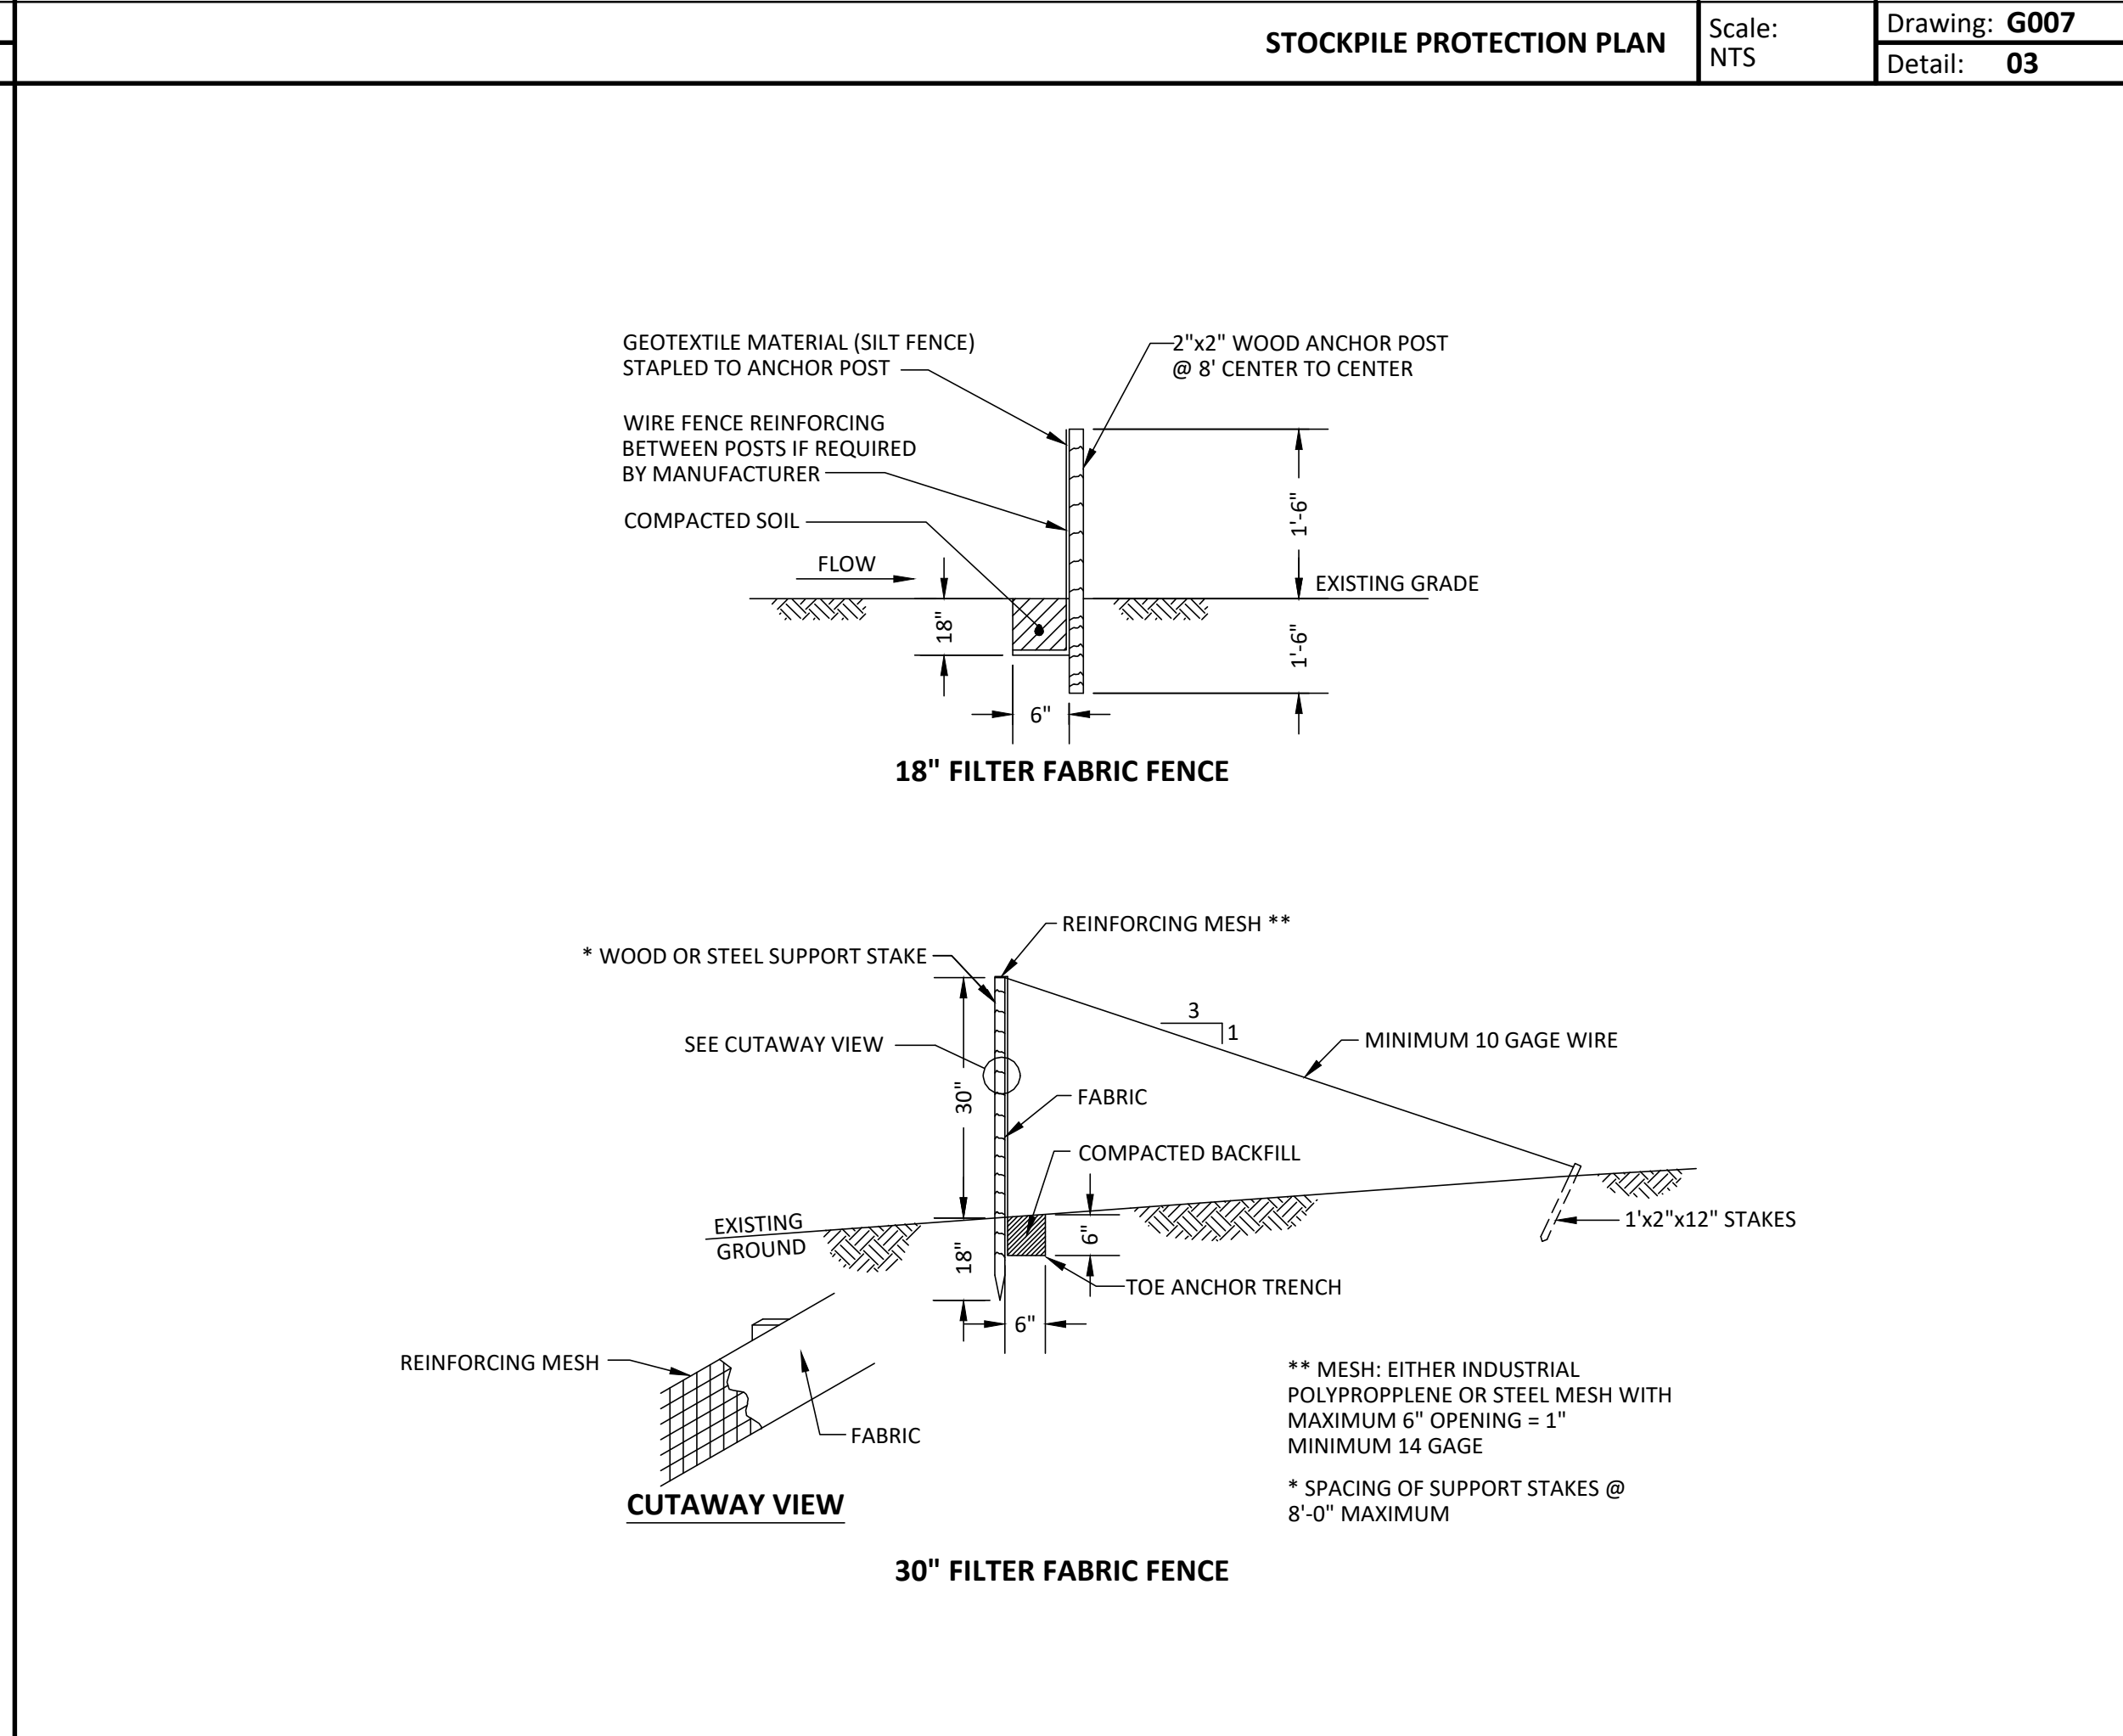 STOCKPILE PROTECTION PLAN
Scale:
NTS
Drawing: G007
Detail: 03
GEOTEXTILE MATERIAL (SILT FENCE)
STAPLED TO ANCHOR POST
2"x2" WOOD ANCHOR POST
@ 8' CENTER TO CENTER
WIRE FENCE REINFORCING
BETWEEN POSTS IF REQUIRED
BY MANUFACTURER
COMPACTED SOIL
1'-6"
FLOW
EXISTING GRADE
18"
1'-6"
6"
18" FILTER FABRIC FENCE
REINFORCING MESH **
* WOOD OR STEEL SUPPORT STAKE
3
1
SEE CUTAWAY VIEW
MINIMUM 10 GAGE WIRE
30"
FABRIC
COMPACTED BACKFILL
EXISTING
GROUND
18"
6"
1'x2"x12" STAKES
TOE ANCHOR TRENCH
6"
REINFORCING MESH
FABRIC
CUTAWAY VIEW
** MESH: EITHER INDUSTRIAL
POLYPROPPLENE OR STEEL MESH WITH
MAXIMUM 6" OPENING = 1"
MINIMUM 14 GAGE
* SPACING OF SUPPORT STAKES @
8'-0" MAXIMUM
30" FILTER FABRIC FENCE